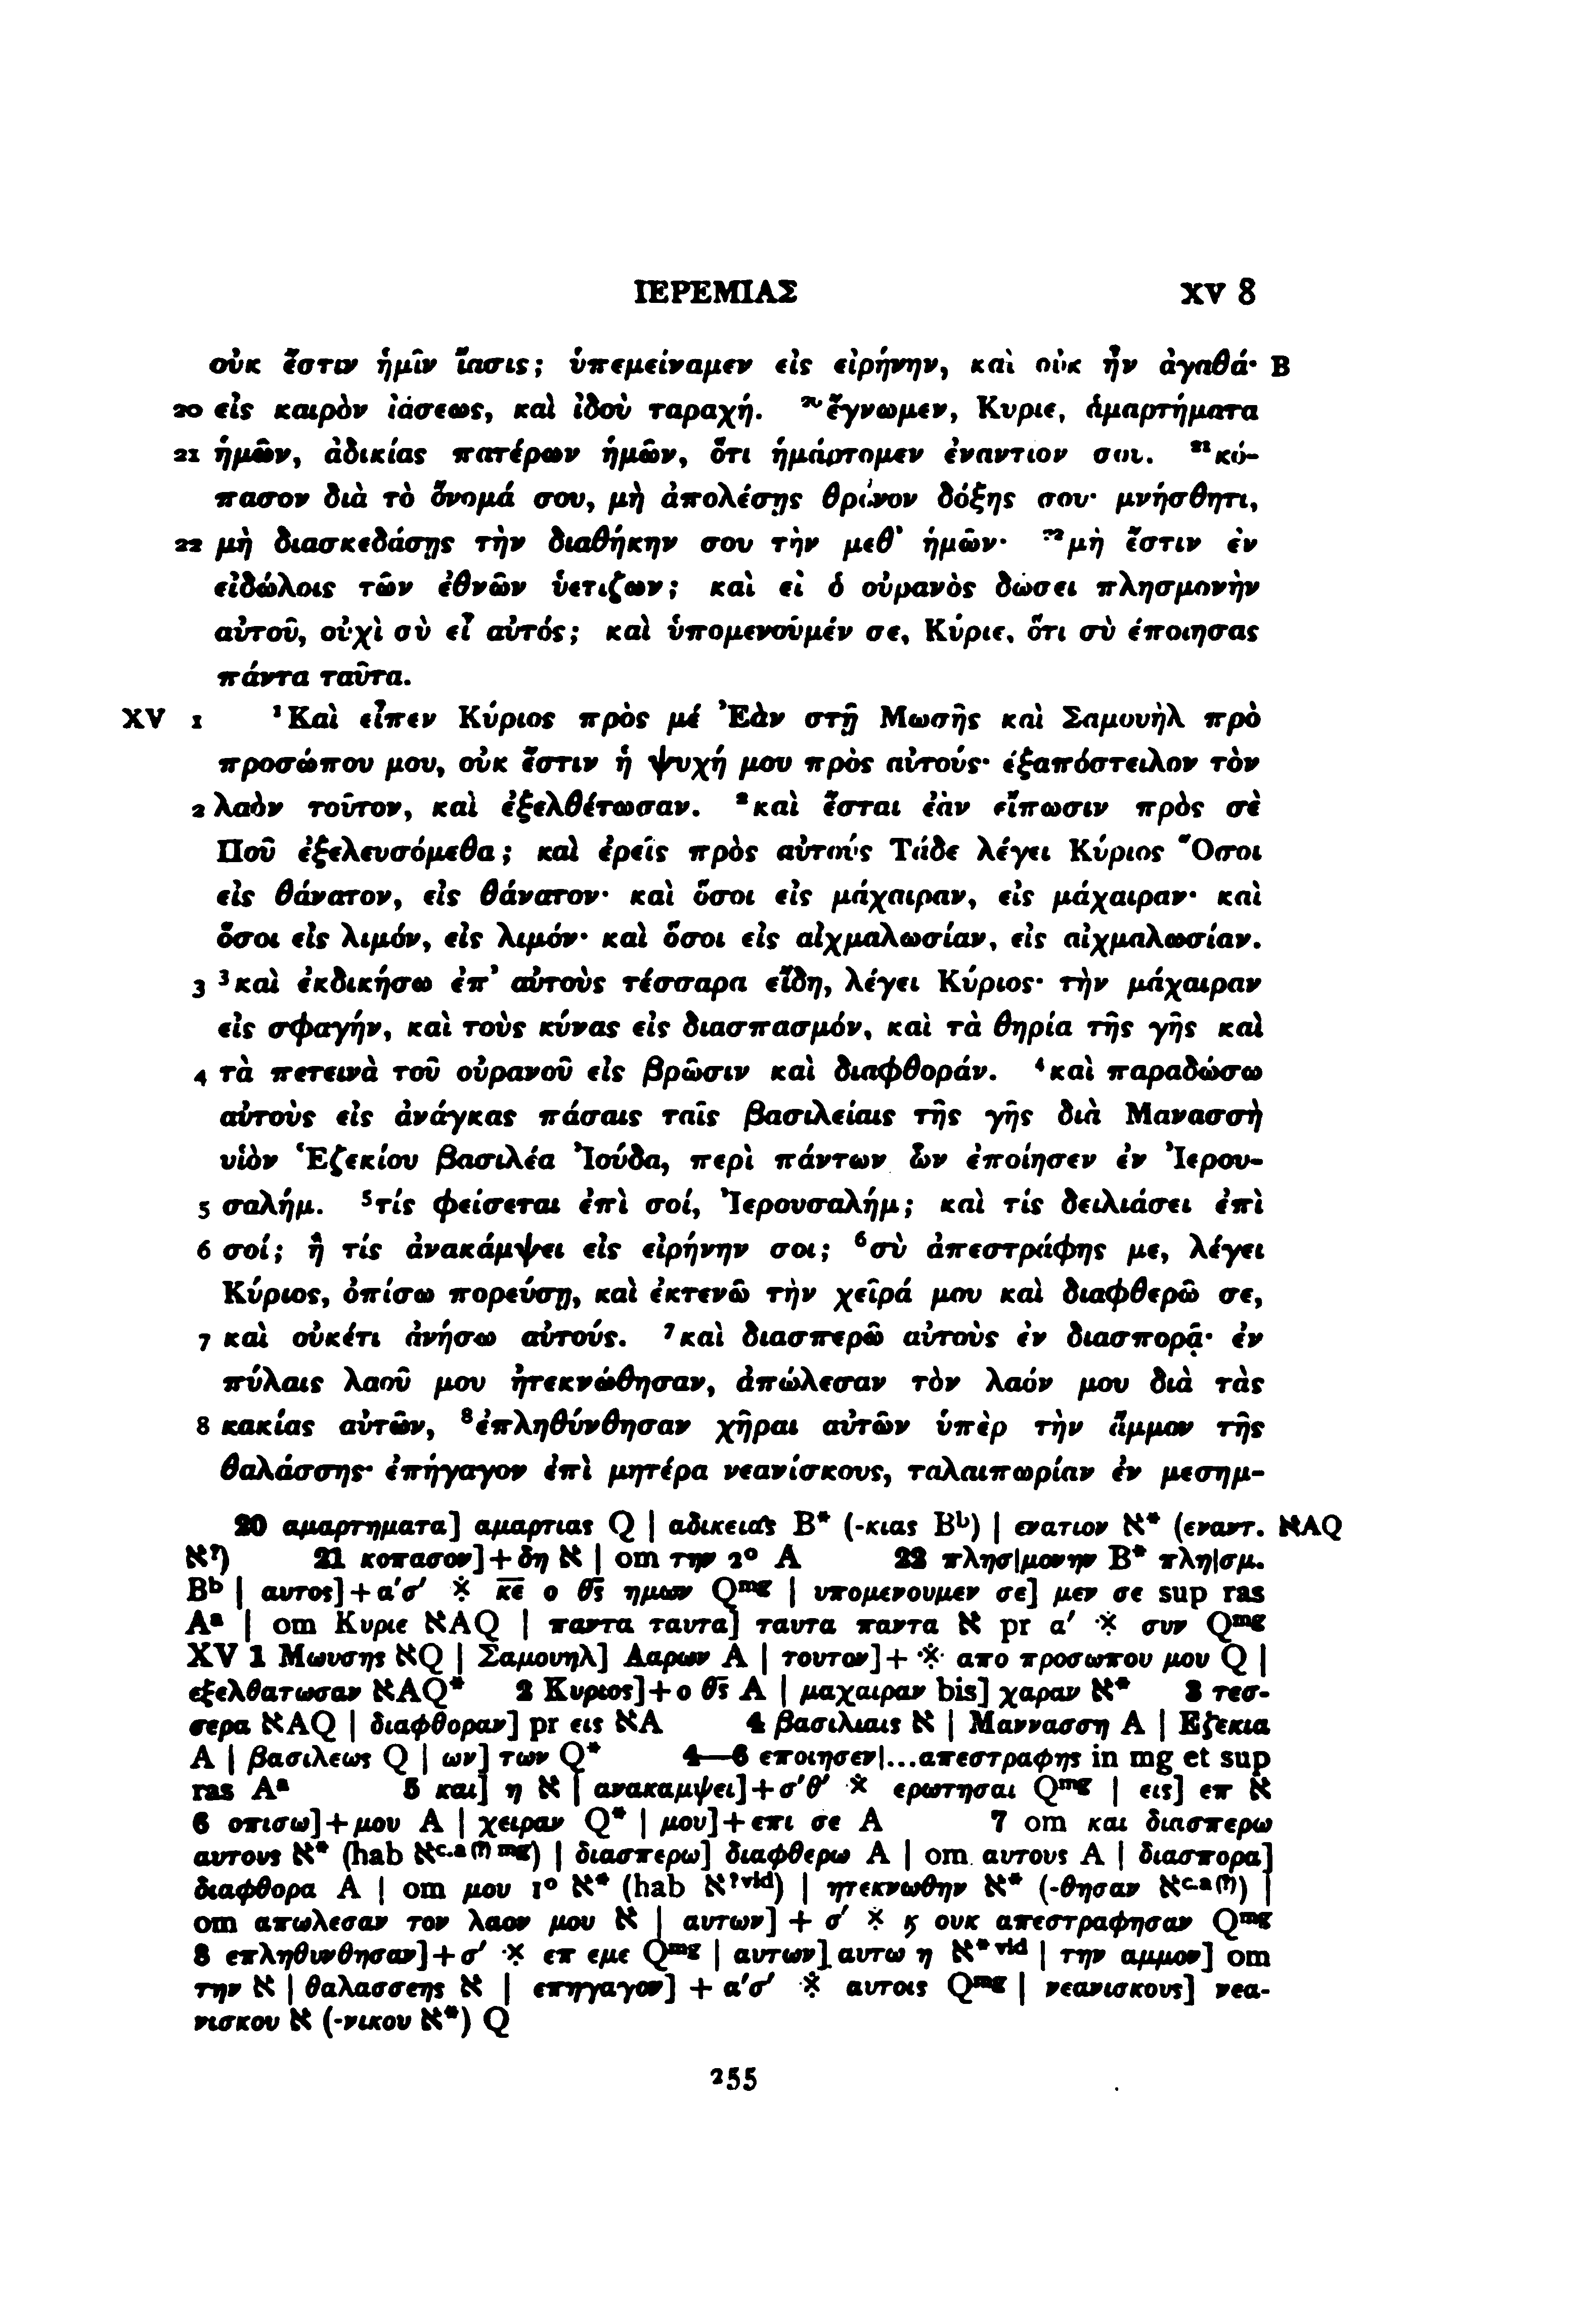 ΙΕΡΕΜΙΑΣ XV 8
οὐκ ἔστιν ἡμῖν ἴασις; ὑπεμείναμεν εἰς εἰρήνην, καὶ οὐκ ἦν ἀγαθά· B
20 εἰς καιρὸν ἰάσεως, καὶ ἰδοὺ ταραχή. ²⁰ἔγνωμεν, Κύριε, ἁμαρτήματα
21 ἡμῶν, ἀδικίας πατέρων ἡμῶν, ὅτι ἡμάρτομεν ἐναντίον σου. ²¹κό-
πασον διὰ τὸ ὄνομά σου, μὴ ἀπολέσῃς θρόνον δόξης σου· μνήσθητι,
22 μὴ διασκεδάσῃς τὴν διαθήκην σου τὴν μεθ᾽ ἡμῶν· ²²μὴ ἔστιν ἐν
εἰδώλοις τῶν ἐθνῶν ὑετίζων; καὶ εἰ ὁ οὐρανὸς δώσει πλησμονὴν
αὐτοῦ, οὐχὶ σὺ εἶ αὐτός; καὶ ὑπομενοῦμέν σε, Κύριε, ὅτι σὺ ἐποίησας
πάντα ταῦτα.
XV 1 ¹Καὶ εἶπεν Κύριος πρὸς μέ Ἐὰν στῇ Μωσῆς καὶ Σαμουὴλ πρὸ
προσώπου μου, οὐκ ἔστιν ἡ ψυχή μου πρὸς αὐτούς· ἐξαπόστειλον τὸν
2 λαὸν τοῦτον, καὶ ἐξελθέτωσαν. ²καὶ ἔσται ἐὰν εἴπωσιν πρὸς σὲ
Ποῦ ἐξελευσόμεθα; καὶ ἐρεῖς πρὸς αὐτούς Τάδε λέγει Κύριος Ὅσοι
εἰς θάνατον, εἰς θάνατον· καὶ ὅσοι εἰς μάχαιραν, εἰς μάχαιραν· καὶ
ὅσοι εἰς λιμόν, εἰς λιμόν· καὶ ὅσοι εἰς αἰχμαλωσίαν, εἰς αἰχμαλωσίαν.
3 ³καὶ ἐκδικήσω ἐπ᾽ αὐτοὺς τέσσαρα εἴδη, λέγει Κύριος· τὴν μάχαιραν
εἰς σφαγήν, καὶ τοὺς κύνας εἰς διασπασμόν, καὶ τὰ θηρία τῆς γῆς καὶ
4 τὰ πετεινὰ τοῦ οὐρανοῦ εἰς βρῶσιν καὶ διαφθοράν. ⁴καὶ παραδώσω
αὐτοὺς εἰς ἀνάγκας πάσαις ταῖς βασιλείαις τῆς γῆς διὰ Μανασσὴ
υἱὸν Ἑζεκίου βασιλέα Ἰούδα, περὶ πάντων ὧν ἐποίησεν ἐν Ἰερου-
5 σαλήμ. ⁵τίς φείσεται ἐπὶ σοί, Ἰερουσαλήμ; καὶ τίς δειλιάσει ἐπὶ
6 σοί; ἢ τίς ἀνακάμψει εἰς εἰρήνην σοι; ⁶σὺ ἀπεστράφης με, λέγει
Κύριος, ὀπίσω πορεύσῃ, καὶ ἐκτενῶ τὴν χεῖρά μου καὶ διαφθερῶ σε,
7 καὶ οὐκέτι ἀνήσω αὐτούς. ⁷καὶ διασπερῶ αὐτοὺς ἐν διασπορᾷ· ἐν
πύλαις λαοῦ μου ἠτεκνώθησαν, ἀπώλεσαν τὸν λαόν μου διὰ τὰς
8 κακίας αὐτῶν, ⁸ἐπληθύνθησαν χῆραι αὐτῶν ὑπὲρ τὴν ἄμμον τῆς
θαλάσσης· ἐπήγαγον ἐπὶ μητέρα νεανίσκους, ταλαιπωρίαν ἐν μεσημ-
20 αμαρτηματα] αμαρτιας Q | αδικειας B* (-κιας Bᵇ) | ενατιον ℵ* (εναντ. ℵAQ
ℵ?) 21 κοπασον]+δη ℵ | om την 2° A 22 πλησ|μονην B* πλη|σμ.
Bᵇ | αυτος]+α΄σ΄ ※ κ̅ε̅ ο θ̅ς̅ ημων Qᵐᵍ | υπομενουμεν σε] μεν σε sup ras
Aᵃ | om Κυριε ℵAQ | παντα ταυτα] ταυτα παντα ℵ pr α΄ ※ συν Qᵐᵍ
XV 1 Μωυσης ℵQ | Σαμουηλ] Ααρων A | τουτον]+ ※ απο προσωπου μου Q |
εξελθατωσαν ℵAQ* 2 Κυριος]+ο θ̅ς̅ A | μαχαιραν bis] χαραν ℵ* 3 τεσ-
σερα ℵAQ | διαφθοραν] pr εις ℵA 4 βασιλιαις ℵ | Μαννασση A | Εζεκια
A | βασιλεως Q | ων] των Q* 4—6 εποιησεν|...απεστραφης in mg et sup
ras Aᵃ 5 και] η ℵ | ανακαμψει]+σ΄θ΄ ※ ερωτησαι Qᵐᵍ | εις] επ ℵ
6 οπισω]+μου A | χειραν Q* | μου]+επι σε A 7 om και διασπερω
αυτους ℵ* (hab ℵᶜ·ᵃ⁽?⁾ ᵐᵍ) | διασπερω] διαφθερω A | om αυτους A | διασπορα]
διαφθορα A | om μου 1° ℵ* (hab ℵ?ᵛⁱᵈ) | ητεκνωθην ℵ* (-θησαν ℵᶜ·ᵃ⁽?⁾) |
om απωλεσαν τον λαον μου ℵ | αυτων] + σ΄ ※ ϗ ουκ απεστραφησαν Qᵐᵍ
8 επληθυνθησαν]+σ΄ ※ επ εμε Qᵐᵍ | αυτων] αυτω η ℵ*ᵛⁱᵈ | την αμμον] om
την ℵ | θαλασσεης ℵ | επηγαγον] + α΄σ΄ ※ αυτοις Qᵐᵍ | νεανισκους] νεα-
νισκου ℵ (-νικου ℵ*) Q
255